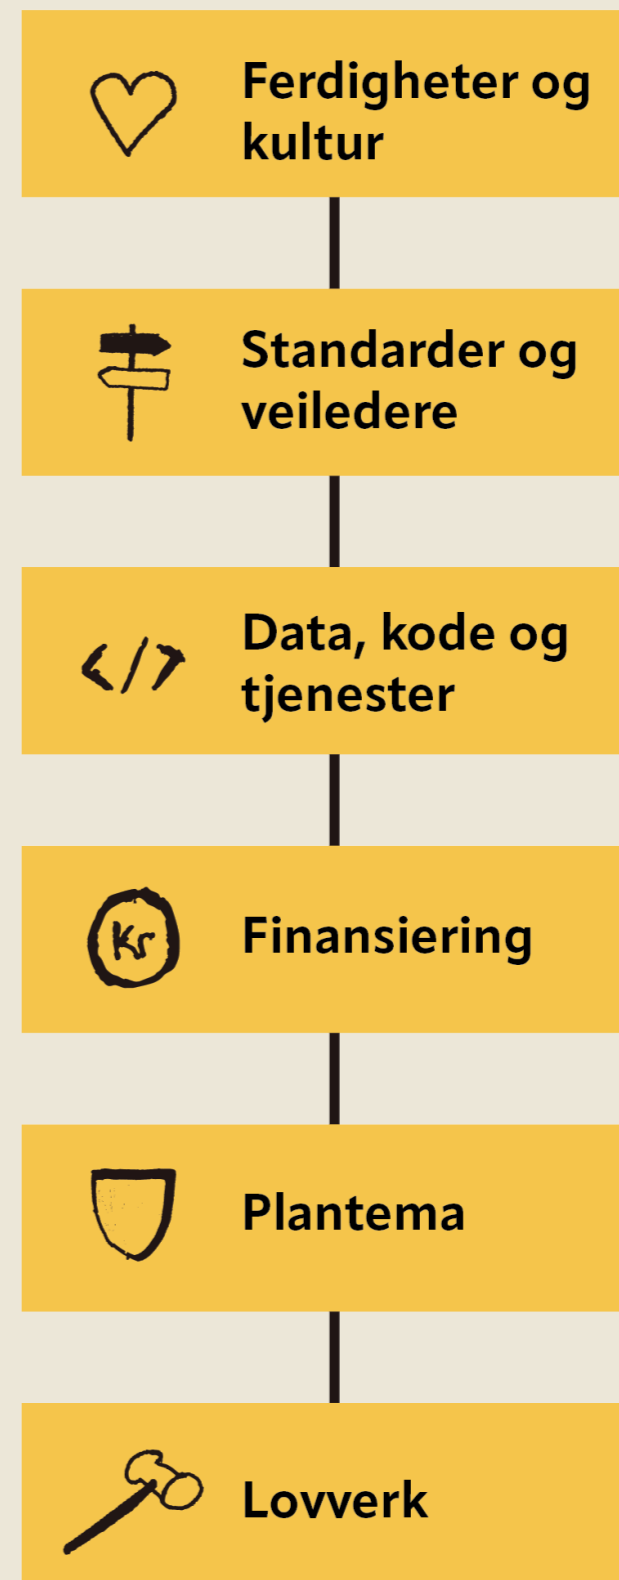 Ferdigheter og
kultur
Standarder og
veiledere
</>
Data, kode og
tjenester
Kr
Finansiering
Plantema
Lovverk